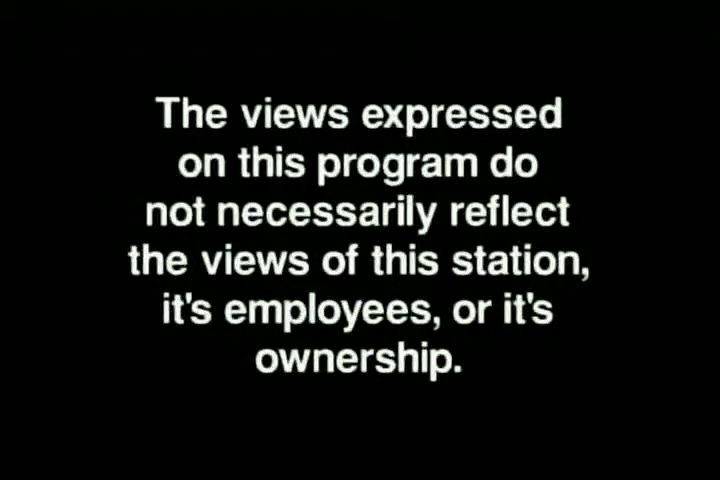 The views expressed
on this program do
not necessarily reflect
the views of this station,
it's employees, or it's
ownership.